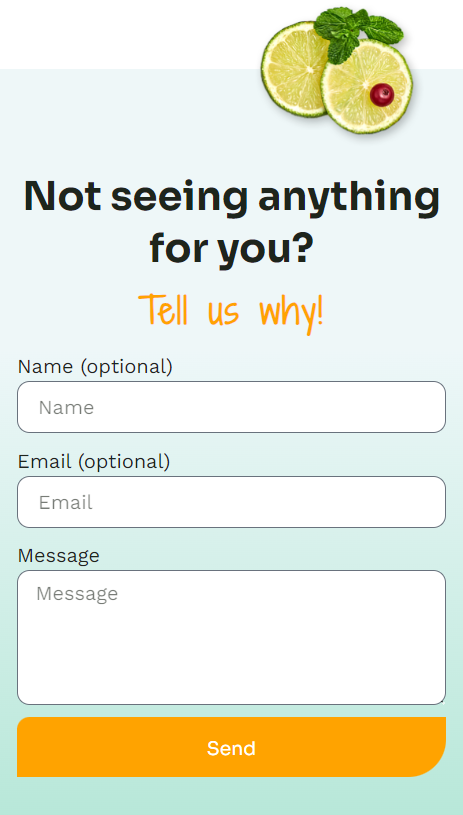 Not seeing anything
for you?
Tell us why!
Name (optional)
Name
Email (optional)
Email
Message
Message
Send